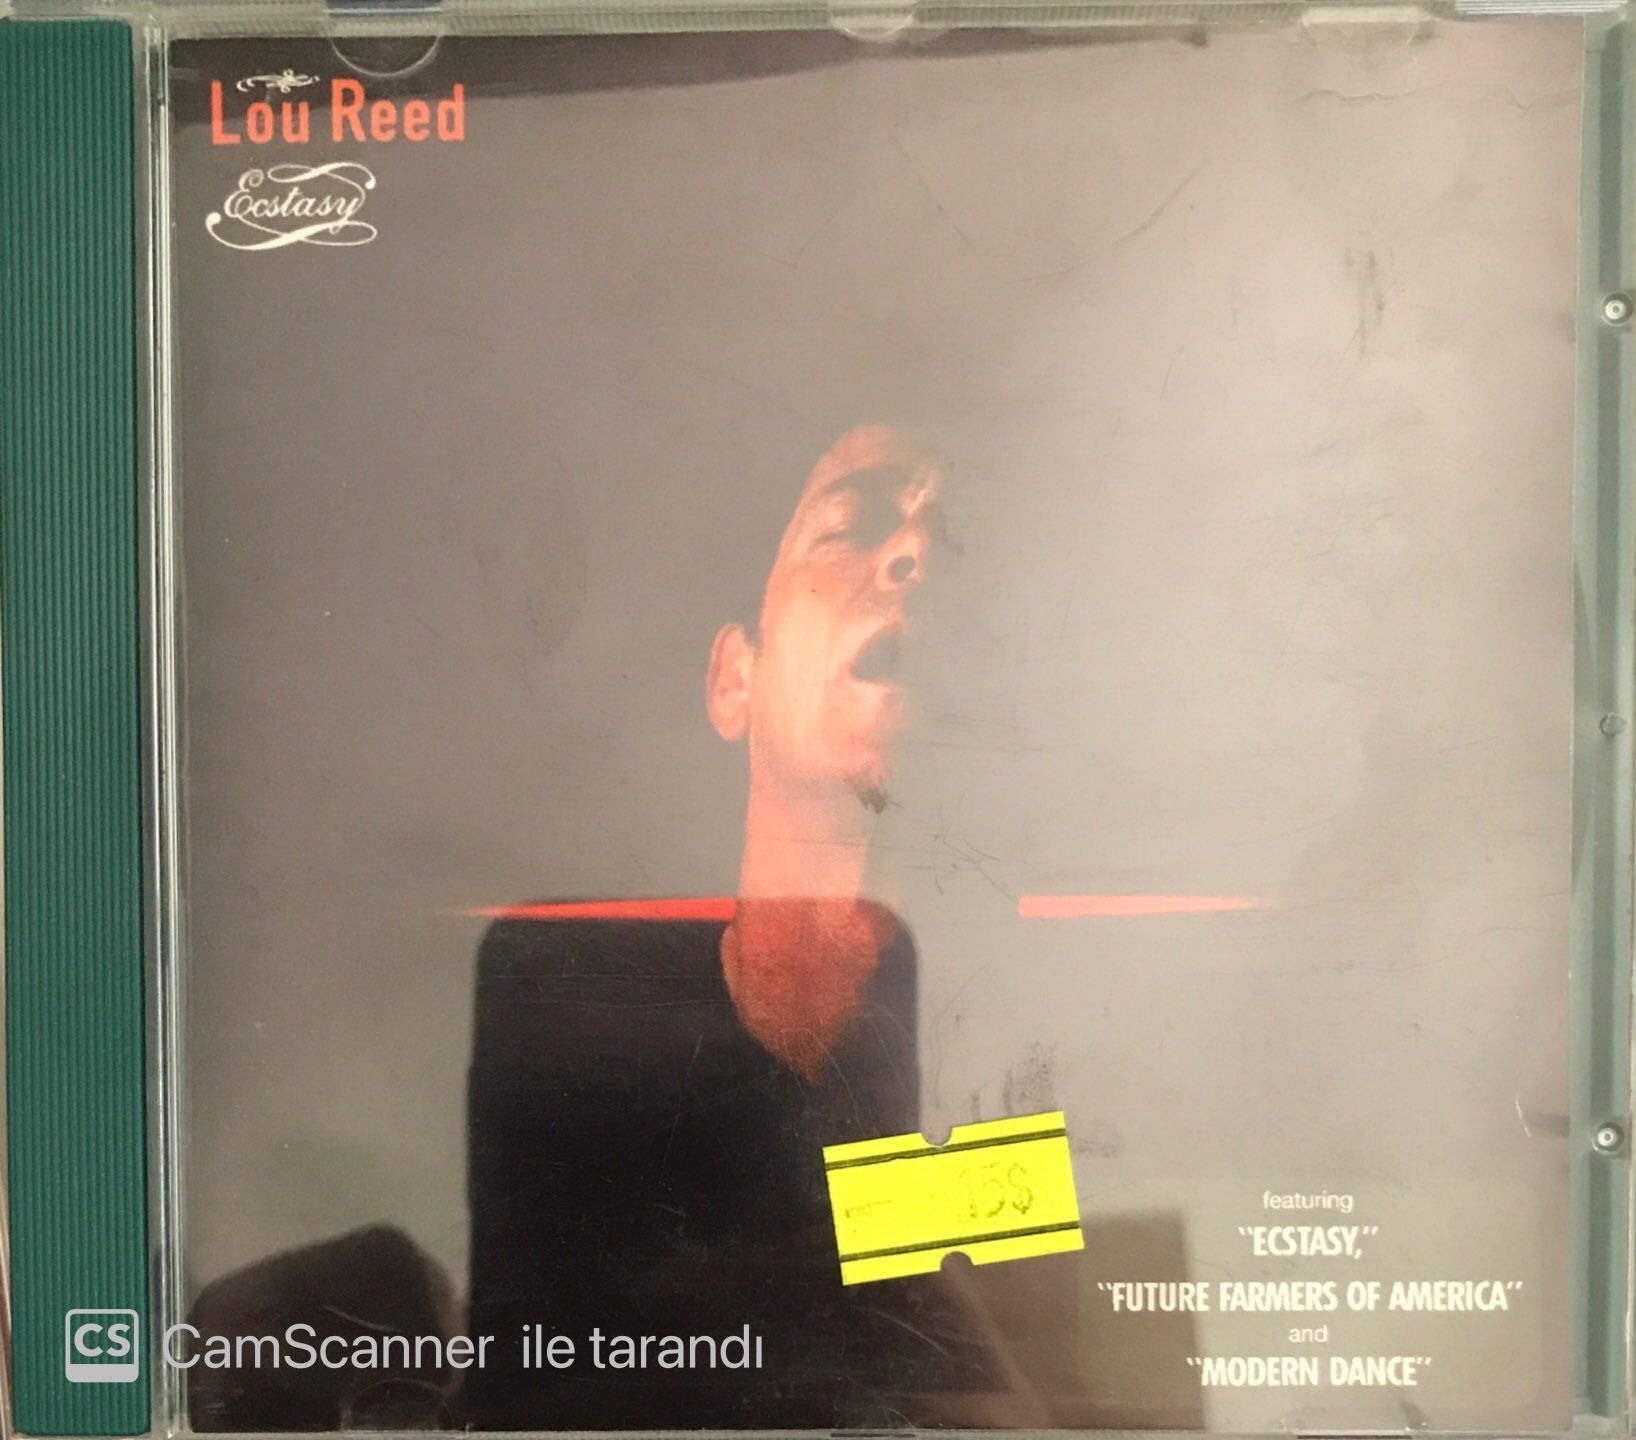 Lou Reed
Ecstasy
15$
featuring
"ECSTASY,"
"FUTURE FARMERS OF AMERICA"
and
"MODERN DANCE"
CS CamScanner ile tarandı